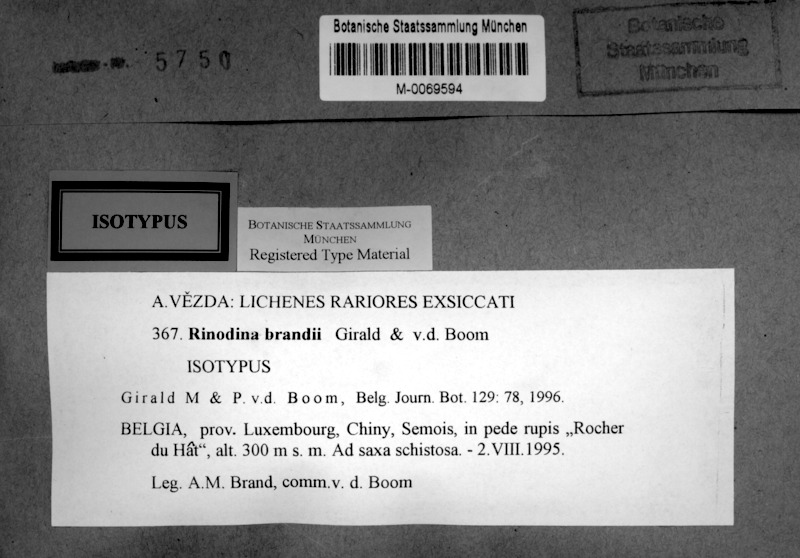 5750
Botanische Staatssammlung München
M-0069594
Botanische
Staatssammlung
München
ISOTYPUS
BOTANISCHE STAATSSAMMLUNG
MÜNCHEN
Registered Type Material
A.VĚZDA: LICHENES RARIORES EXSICCATI
367. Rinodina brandii Girald & v.d. Boom
ISOTYPUS
Girald M & P. v.d. Boom, Belg. Journ. Bot. 129: 78, 1996.
BELGIA, prov. Luxembourg, Chiny, Semois, in pede rupis „Rocher
du Hât“, alt. 300 m s. m. Ad saxa schistosa. - 2.VIII.1995.
Leg. A.M. Brand, comm.v. d. Boom